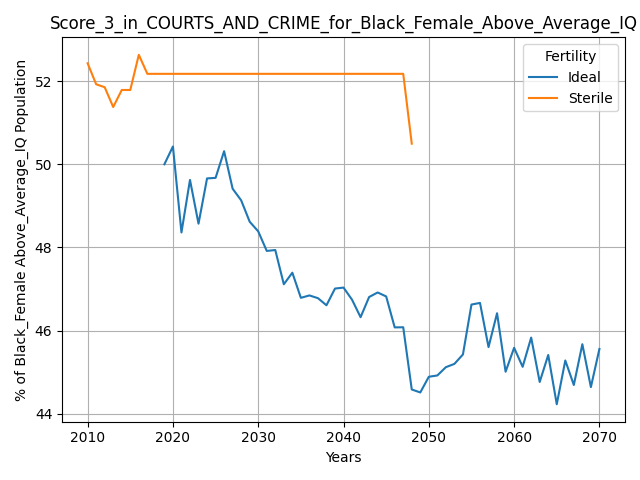 Score_3_in_COURTS_AND_CRIME_for_Black_Female_Above_Average_IQ
% of Black_Female Above_Average_IQ Population
52
50
48
46
44
Fertility
Ideal
Sterile
2010 2020 2030 2040 2050 2060 2070
Years